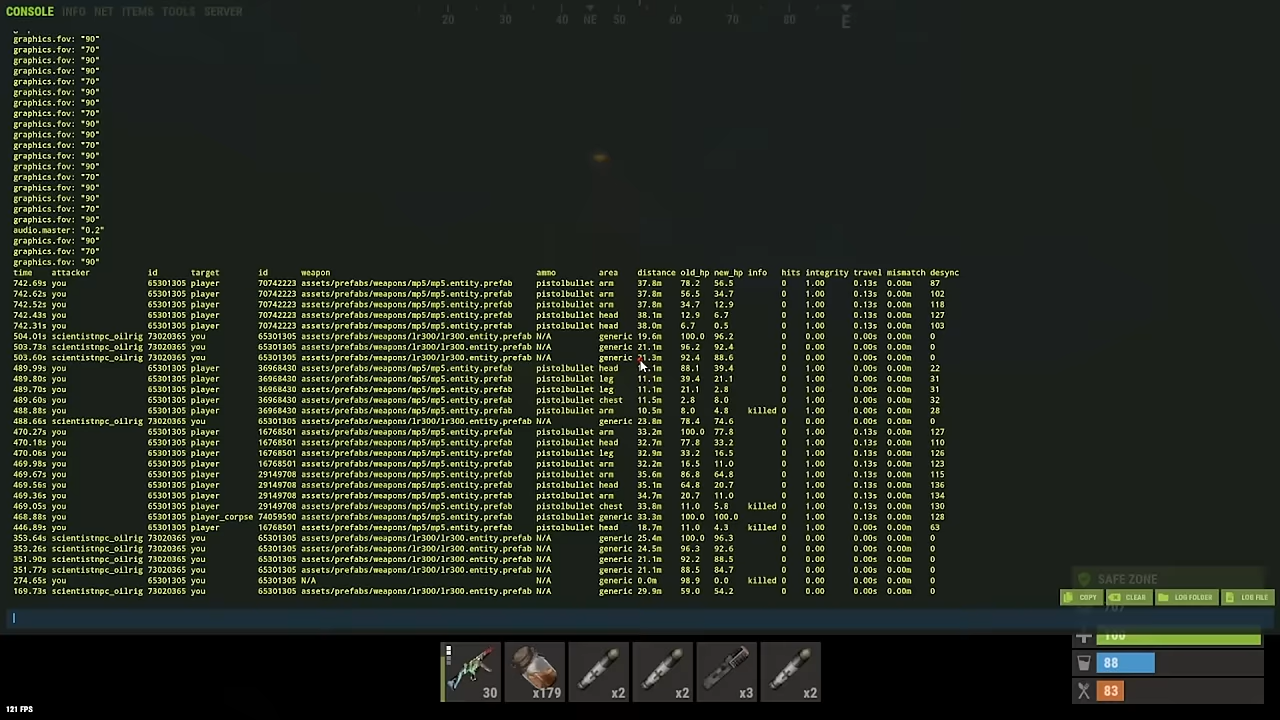 CONSOLE INFO NET ITEMS TOOLS SERVER
20 30 40 NE 50 60 70 80 E
graphics.fov: "90"
graphics.fov: "70"
graphics.fov: "90"
graphics.fov: "90"
graphics.fov: "70"
graphics.fov: "90"
graphics.fov: "90"
graphics.fov: "70"
graphics.fov: "90"
graphics.fov: "90"
graphics.fov: "70"
graphics.fov: "90"
graphics.fov: "90"
graphics.fov: "70"
graphics.fov: "90"
graphics.fov: "90"
graphics.fov: "70"
graphics.fov: "90"
audio.master: "0.2"
graphics.fov: "90"
graphics.fov: "70"
graphics.fov: "90"
time attacker id target id weapon ammo area distance old_hp new_hp info hits integrity travel mismatch desync
742.69s you 65301305 player 70742223 assets/prefabs/weapons/mp5/mp5.entity.prefab pistolbullet arm 37.8m 78.2 56.5 0 1.00 0.13s 0.00m 87
742.62s you 65301305 player 70742223 assets/prefabs/weapons/mp5/mp5.entity.prefab pistolbullet arm 37.8m 56.5 34.7 0 1.00 0.13s 0.00m 102
742.52s you 65301305 player 70742223 assets/prefabs/weapons/mp5/mp5.entity.prefab pistolbullet arm 37.8m 34.7 12.9 0 1.00 0.13s 0.00m 118
742.43s you 65301305 player 70742223 assets/prefabs/weapons/mp5/mp5.entity.prefab pistolbullet head 38.1m 12.9 6.7 0 1.00 0.13s 0.00m 127
742.31s you 65301305 player 70742223 assets/prefabs/weapons/mp5/mp5.entity.prefab pistolbullet head 38.0m 6.7 0.5 0 1.00 0.13s 0.00m 103
504.01s scientistnpc_oilrig 73020365 you 65301305 assets/prefabs/weapons/lr300/lr300.entity.prefab N/A generic 19.6m 100.0 96.2 0 1.00 0.00s 0.00m 0
503.73s scientistnpc_oilrig 73020365 you 65301305 assets/prefabs/weapons/lr300/lr300.entity.prefab N/A generic 21.1m 96.2 92.4 0 1.00 0.00s 0.00m 0
503.60s scientistnpc_oilrig 73020365 you 65301305 assets/prefabs/weapons/lr300/lr300.entity.prefab N/A generic 21.3m 92.4 88.6 0 1.00 0.00s 0.00m 0
489.99s you 65301305 player 36968430 assets/prefabs/weapons/mp5/mp5.entity.prefab pistolbullet head .1m 88.1 39.4 0 1.00 0.13s 0.00m 22
489.80s you 65301305 player 36968430 assets/prefabs/weapons/mp5/mp5.entity.prefab pistolbullet leg 11.1m 39.4 21.1 0 1.00 0.13s 0.00m 31
489.70s you 65301305 player 36968430 assets/prefabs/weapons/mp5/mp5.entity.prefab pistolbullet leg 11.1m 21.1 2.8 0 1.00 0.13s 0.00m 31
489.60s you 65301305 player 36968430 assets/prefabs/weapons/mp5/mp5.entity.prefab pistolbullet chest 11.5m 2.8 8.0 0 1.00 0.13s 0.00m 32
488.88s you 65301305 player 36968430 assets/prefabs/weapons/mp5/mp5.entity.prefab pistolbullet arm 10.5m 8.0 4.8 killed 0 1.00 0.13s 0.00m 28
488.66s scientistnpc_oilrig 73020365 you 65301305 assets/prefabs/weapons/lr300/lr300.entity.prefab N/A generic 23.8m 78.4 74.6 0 1.00 0.00s 0.00m 0
470.27s you 65301305 player 16768501 assets/prefabs/weapons/mp5/mp5.entity.prefab pistolbullet arm 33.2m 100.0 77.8 0 1.00 0.13s 0.00m 127
470.18s you 65301305 player 16768501 assets/prefabs/weapons/mp5/mp5.entity.prefab pistolbullet head 32.7m 77.8 33.2 0 1.00 0.13s 0.00m 110
470.06s you 65301305 player 16768501 assets/prefabs/weapons/mp5/mp5.entity.prefab pistolbullet leg 32.9m 33.2 16.5 0 1.00 0.13s 0.00m 126
469.98s you 65301305 player 16768501 assets/prefabs/weapons/mp5/mp5.entity.prefab pistolbullet arm 32.2m 16.5 11.0 0 1.00 0.13s 0.00m 123
469.67s you 65301305 player 29149708 assets/prefabs/weapons/mp5/mp5.entity.prefab pistolbullet arm 35.6m 86.8 64.8 0 1.00 0.13s 0.00m 115
469.56s you 65301305 player 29149708 assets/prefabs/weapons/mp5/mp5.entity.prefab pistolbullet head 35.1m 64.8 20.7 0 1.00 0.13s 0.00m 136
469.36s you 65301305 player 29149708 assets/prefabs/weapons/mp5/mp5.entity.prefab pistolbullet arm 34.7m 20.7 11.0 0 1.00 0.13s 0.00m 134
469.05s you 65301305 player 29149708 assets/prefabs/weapons/mp5/mp5.entity.prefab pistolbullet chest 33.8m 11.0 5.8 killed 0 1.00 0.13s 0.00m 130
468.88s you 65301305 player_corpse 74059590 assets/prefabs/weapons/mp5/mp5.entity.prefab pistolbullet generic 33.3m 100.0 100.0 0 1.00 0.13s 0.00m 128
446.89s you 65301305 player 16768501 assets/prefabs/weapons/mp5/mp5.entity.prefab pistolbullet head 18.7m 11.0 4.3 killed 0 1.00 0.13s 0.00m 63
353.64s scientistnpc_oilrig 73020365 you 65301305 assets/prefabs/weapons/lr300/lr300.entity.prefab N/A generic 25.4m 100.0 96.3 0 1.00 0.00s 0.00m 0
353.26s scientistnpc_oilrig 73020365 you 65301305 assets/prefabs/weapons/lr300/lr300.entity.prefab N/A generic 24.5m 96.3 92.6 0 1.00 0.00s 0.00m 0
351.90s scientistnpc_oilrig 73020365 you 65301305 assets/prefabs/weapons/lr300/lr300.entity.prefab N/A generic 21.1m 92.2 88.5 0 1.00 0.00s 0.00m 0
351.77s scientistnpc_oilrig 73020365 you 65301305 assets/prefabs/weapons/lr300/lr300.entity.prefab N/A generic 21.1m 88.5 84.7 0 1.00 0.00s 0.00m 0
274.65s you 65301305 you 65301305 N/A N/A generic 0.0m 98.9 0.0 killed 0 0.00 0.00s 0.00m 0
169.73s scientistnpc_oilrig 73020365 you 65301305 assets/prefabs/weapons/lr300/lr300.entity.prefab N/A generic 29.9m 59.0 54.2 0 1.00 0.00s 0.00m 0
SAFE ZONE
COPY CLEAR LOG FOLDER LOG FILE
100
88
83
30 x179 x2 x2 x3 x2
121 FPS